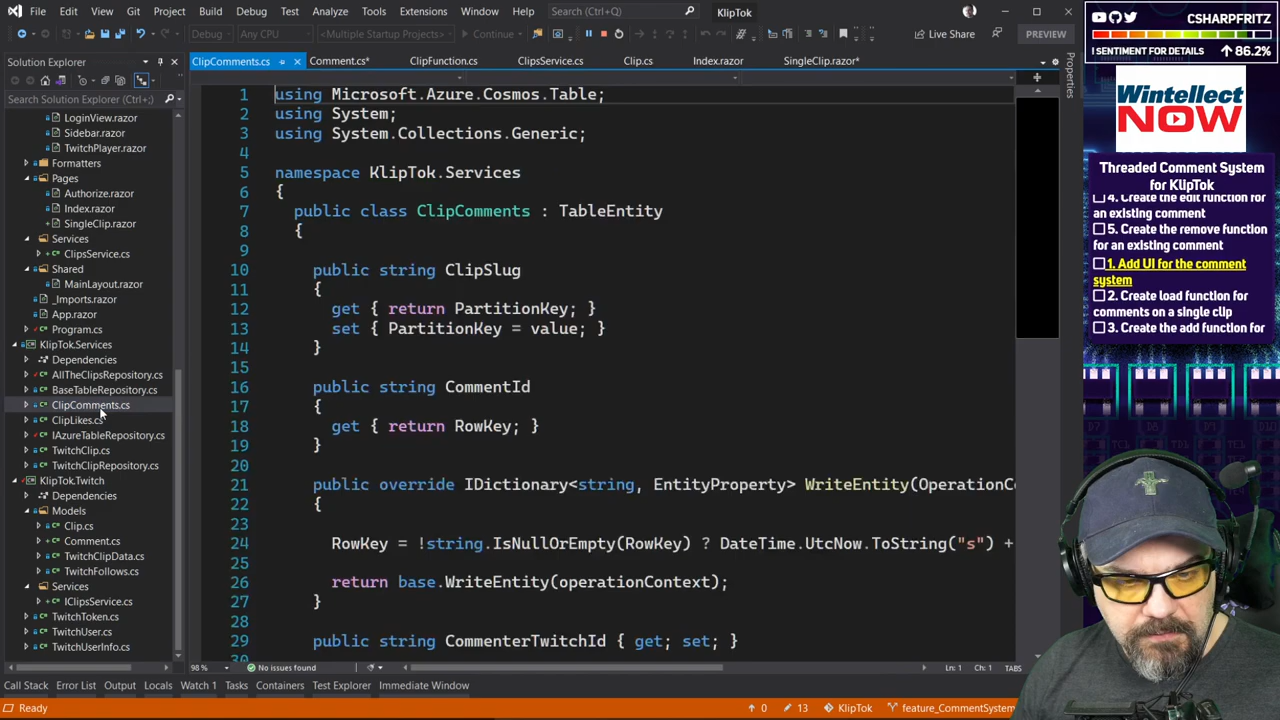 File Edit View Git Project Build Debug Test Analyze Tools Extensions Window Help Search (Ctrl+Q) KlipTok
Debug Any CPU <Multiple Startup Projects> Continue Live Share PREVIEW
Solution Explorer
Search Solution Explorer (Ctrl+;)
LoginView.razor
Sidebar.razor
TwitchPlayer.razor
Formatters
Pages
Authorize.razor
Index.razor
SingleClip.razor
Services
ClipsService.cs
Shared
MainLayout.razor
_Imports.razor
App.razor
Program.cs
KlipTok.Services
Dependencies
AllTheClipsRepository.cs
BaseTableRepository.cs
ClipComments.cs
ClipLikes.cs
IAzureTableRepository.cs
TwitchClip.cs
TwitchClipRepository.cs
KlipTok.Twitch
Dependencies
Models
Clip.cs
Comment.cs
TwitchClipData.cs
TwitchFollows.cs
Services
IClipsService.cs
TwitchToken.cs
TwitchUser.cs
TwitchUserInfo.cs
ClipComments.cs Comment.cs* ClipFunction.cs ClipsService.cs Clip.cs Index.razor SingleClip.razor*
1 using Microsoft.Azure.Cosmos.Table;
2 using System;
3 using System.Collections.Generic;
4
5 namespace KlipTok.Services
6 {
7 public class ClipComments : TableEntity
8 {
9
10 public string ClipSlug
11 {
12 get { return PartitionKey; }
13 set { PartitionKey = value; }
14 }
15
16 public string CommentId
17 {
18 get { return RowKey; }
19 }
20
21 public override IDictionary<string, EntityProperty> WriteEntity(OperationCo
22 {
23
24 RowKey = !string.IsNullOrEmpty(RowKey) ? DateTime.UtcNow.ToString("s") +
25
26 return base.WriteEntity(operationContext);
27 }
28
29 public string CommenterTwitchId { get; set; }
30
98 % No issues found Ln: 1 Ch: 1 TABS
Properties
Call Stack Error List Output Locals Watch 1 Tasks Containers Test Explorer Immediate Window
Ready 0 13 KlipTok feature_CommentSystem
CSHARPFRITZ
! SENTIMENT FOR DETAILS 86.2%
Wintellect
NOW
Threaded Comment System
for KlipTok
4. Create the edit function for
an existing comment
5. Create the remove function
for an existing comment
1. Add UI for the comment
system
2. Create load function for
comments on a single clip
3. Create the add function for